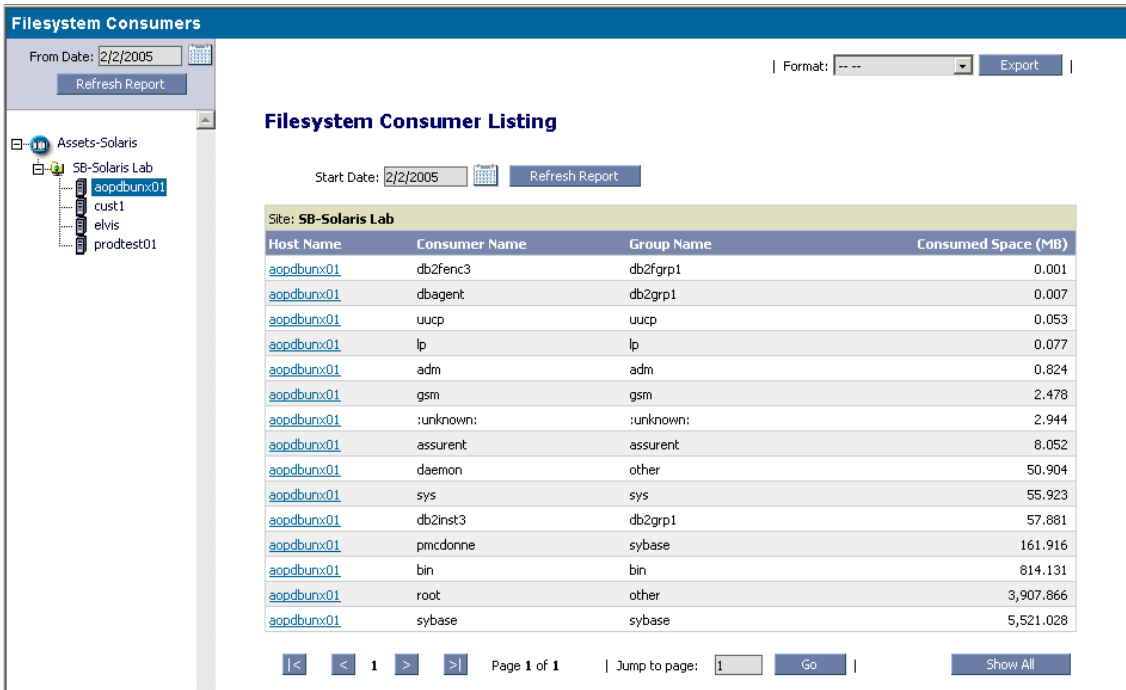 Filesystem Consumers
From Date: 2/2/2005
Refresh Report
| Format: -- -- Export |
Assets-Solaris
SB-Solaris Lab
aopdbunx01
cust1
elvis
prodtest01
Filesystem Consumer Listing
Start Date: 2/2/2005 Refresh Report
Site: SB-Solaris Lab
Host Name Consumer Name Group Name Consumed Space (MB)
aopdbunx01 db2fenc3 db2fgrp1 0.001
aopdbunx01 dbagent db2grp1 0.007
aopdbunx01 uucp uucp 0.053
aopdbunx01 lp lp 0.077
aopdbunx01 adm adm 0.824
aopdbunx01 gsm gsm 2.478
aopdbunx01 :unknown: :unknown: 2.944
aopdbunx01 assurent assurent 8.052
aopdbunx01 daemon other 50.904
aopdbunx01 sys sys 55.923
aopdbunx01 db2inst3 db2grp1 57.881
aopdbunx01 pmcdonne sybase 161.916
aopdbunx01 bin bin 814.131
aopdbunx01 root other 3,907.866
aopdbunx01 sybase sybase 5,521.028
|< < 1 > >| Page 1 of 1 | Jump to page: 1 Go | Show All